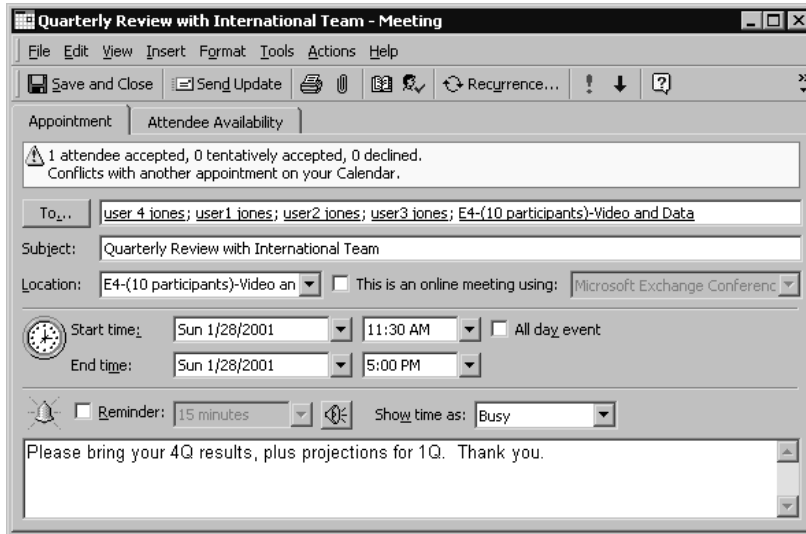 Quarterly Review with International Team - Meeting
File Edit View Insert Format Tools Actions Help
Save and Close Send Update Recurrence...
Appointment Attendee Availability
1 attendee accepted, 0 tentatively accepted, 0 declined.
Conflicts with another appointment on your Calendar.
To... user 4 jones; user1 jones; user2 jones; user3 jones; E4-(10 participants)-Video and Data
Subject: Quarterly Review with International Team
Location: E4-(10 participants)-Video an This is an online meeting using: Microsoft Exchange Conferenc
Start time: Sun 1/28/2001 11:30 AM All day event
End time: Sun 1/28/2001 5:00 PM
Reminder: 15 minutes Show time as: Busy
Please bring your 4Q results, plus projections for 1Q. Thank you.